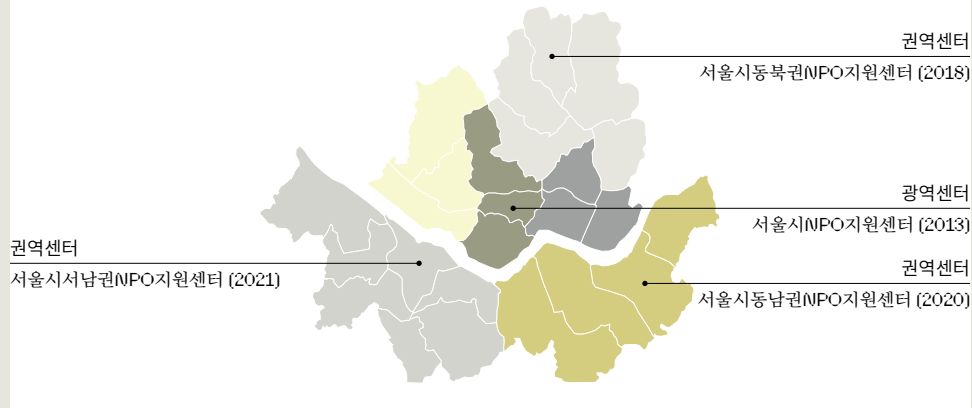 권역센터
서울시동북권NPO지원센터 (2018)
광역센터
서울시NPO지원센터 (2013)
권역센터
서울시서남권NPO지원센터 (2021)
권역센터
서울시동남권NPO지원센터 (2020)